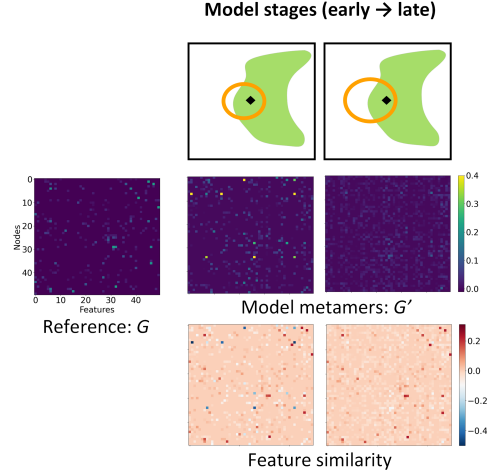 Model stages (early → late)
0
10
20
30
40
Nodes
0 10 20 30 40
Features
Reference: G
0.4
0.3
0.2
0.1
0.0
Model metamers: G’
0.2
0.0
−0.2
−0.4
Feature similarity